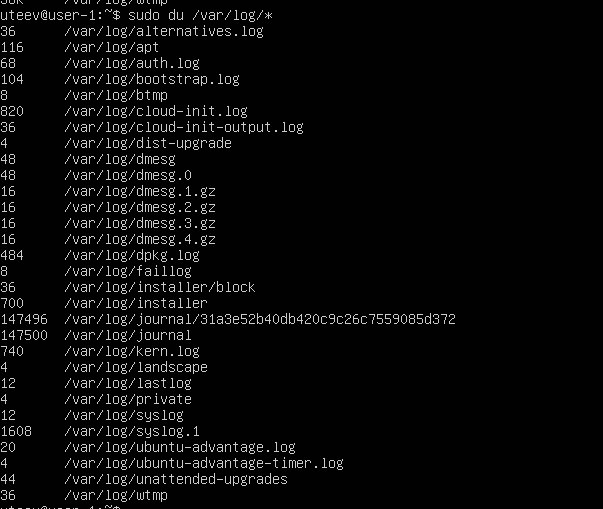 36K /var/log/wtmp
uteev@user-1:~$ sudo du /var/log/*
36 /var/log/alternatives.log
116 /var/log/apt
68 /var/log/auth.log
104 /var/log/bootstrap.log
8 /var/log/btmp
820 /var/log/cloud-init.log
36 /var/log/cloud-init-output.log
4 /var/log/dist-upgrade
48 /var/log/dmesg
48 /var/log/dmesg.0
16 /var/log/dmesg.1.gz
16 /var/log/dmesg.2.gz
16 /var/log/dmesg.3.gz
16 /var/log/dmesg.4.gz
484 /var/log/dpkg.log
8 /var/log/faillog
36 /var/log/installer/block
700 /var/log/installer
147496 /var/log/journal/31a3e52b40db420c9c26c7559085d372
147500 /var/log/journal
740 /var/log/kern.log
4 /var/log/landscape
12 /var/log/lastlog
4 /var/log/private
12 /var/log/syslog
1608 /var/log/syslog.1
20 /var/log/ubuntu-advantage.log
4 /var/log/ubuntu-advantage-timer.log
44 /var/log/unattended-upgrades
36 /var/log/wtmp
uteev@user-1:~$